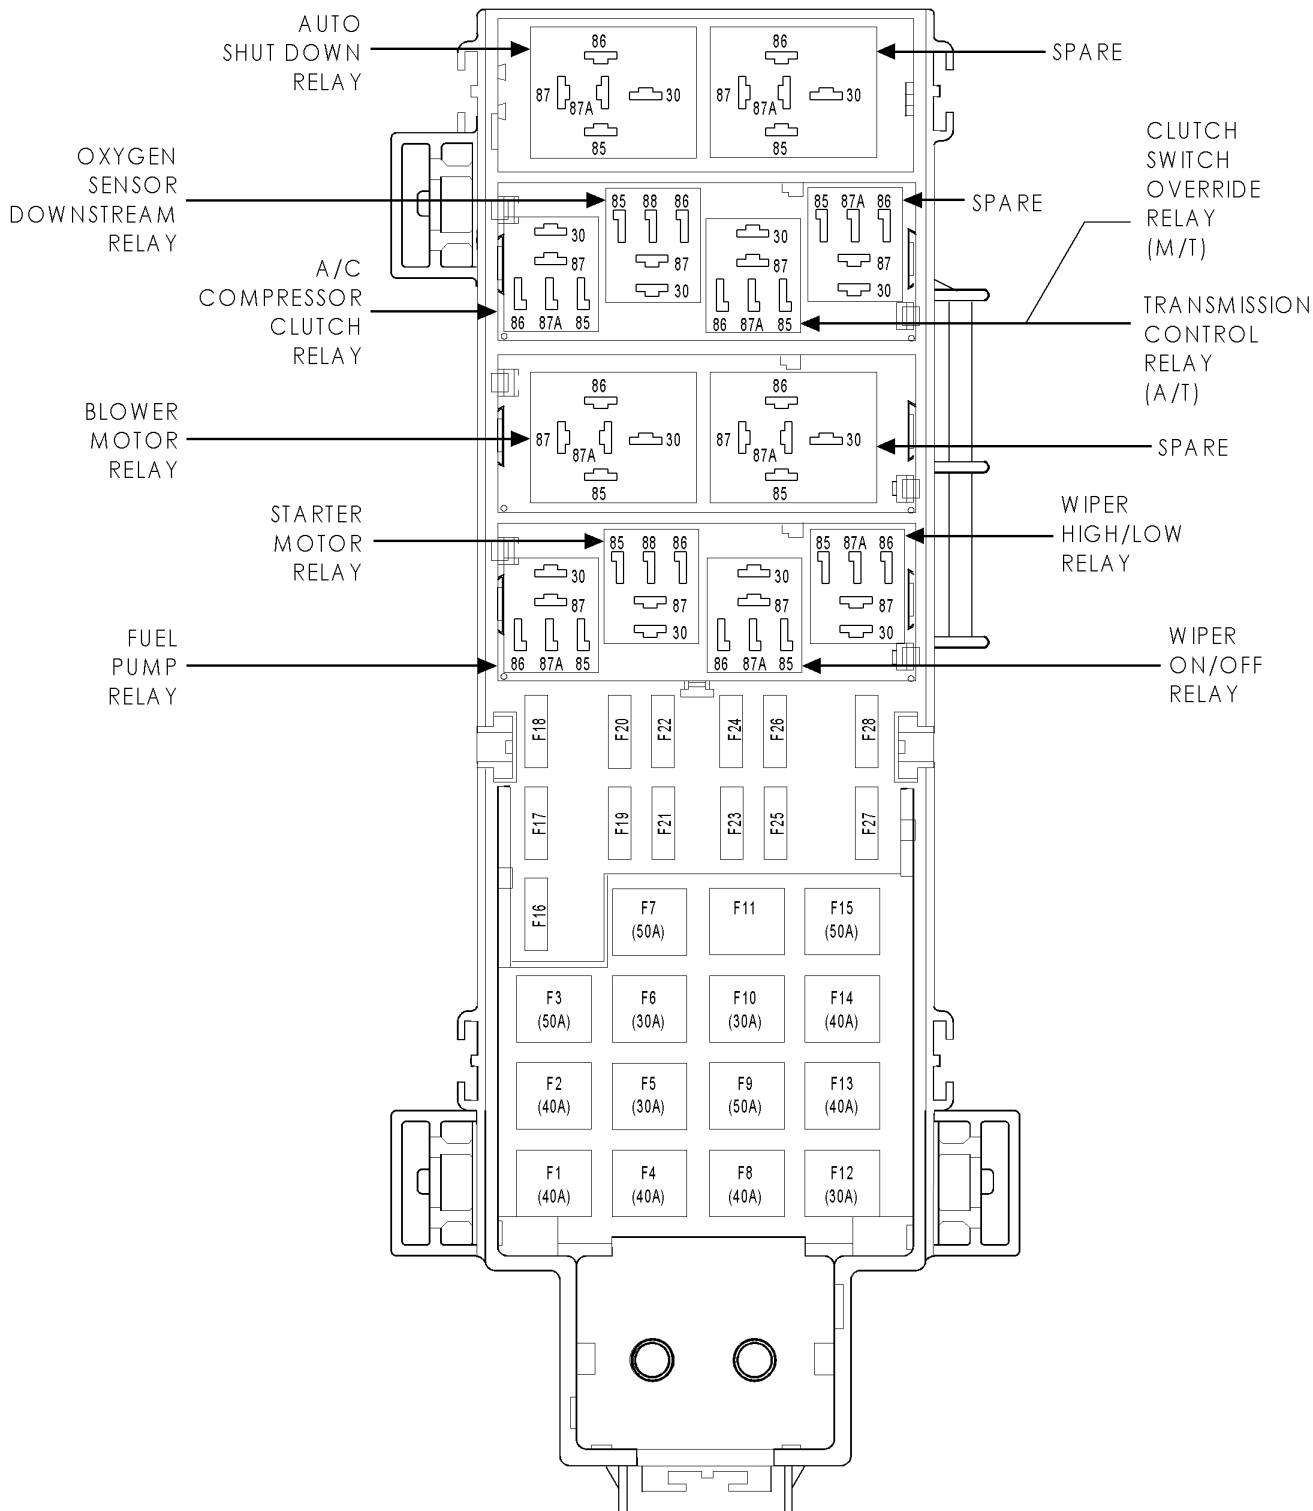 AUTO
SHUT DOWN
RELAY
SPARE
86
87
87A
30
85
86
87
87A
30
85
OXYGEN
SENSOR
DOWNSTREAM
RELAY
CLUTCH
SWITCH
OVERRIDE
RELAY
(M/T)
SPARE
85 88 86
87
30
85 87A 86
87
30
A/C
COMPRESSOR
CLUTCH
RELAY
30
87
86 87A 85
30
87
86 87A 85
TRANSMISSION
CONTROL
RELAY
(A/T)
BLOWER
MOTOR
RELAY
86
87
87A
30
85
86
87
87A
30
85
SPARE
STARTER
MOTOR
RELAY
85 88 86
87
30
85 87A 86
87
30
WIPER
HIGH/LOW
RELAY
FUEL
PUMP
RELAY
30
87
86 87A 85
30
87
86 87A 85
WIPER
ON/OFF
RELAY
F18 F20 F22 F24 F26 F28
F17 F19 F21 F23 F25 F27
F16
F7
(50A)
F11
F15
(50A)
F3
(50A)
F6
(30A)
F10
(30A)
F14
(40A)
F2
(40A)
F5
(30A)
F9
(50A)
F13
(40A)
F1
(40A)
F4
(40A)
F8
(40A)
F12
(30A)